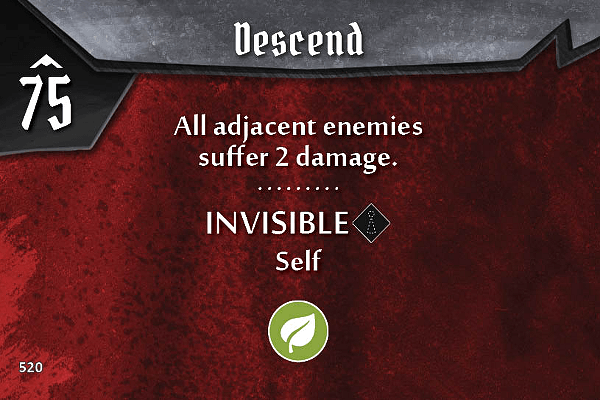 Descend
75
All adjacent enemies
suffer 2 damage.
INVISIBLE
Self
520